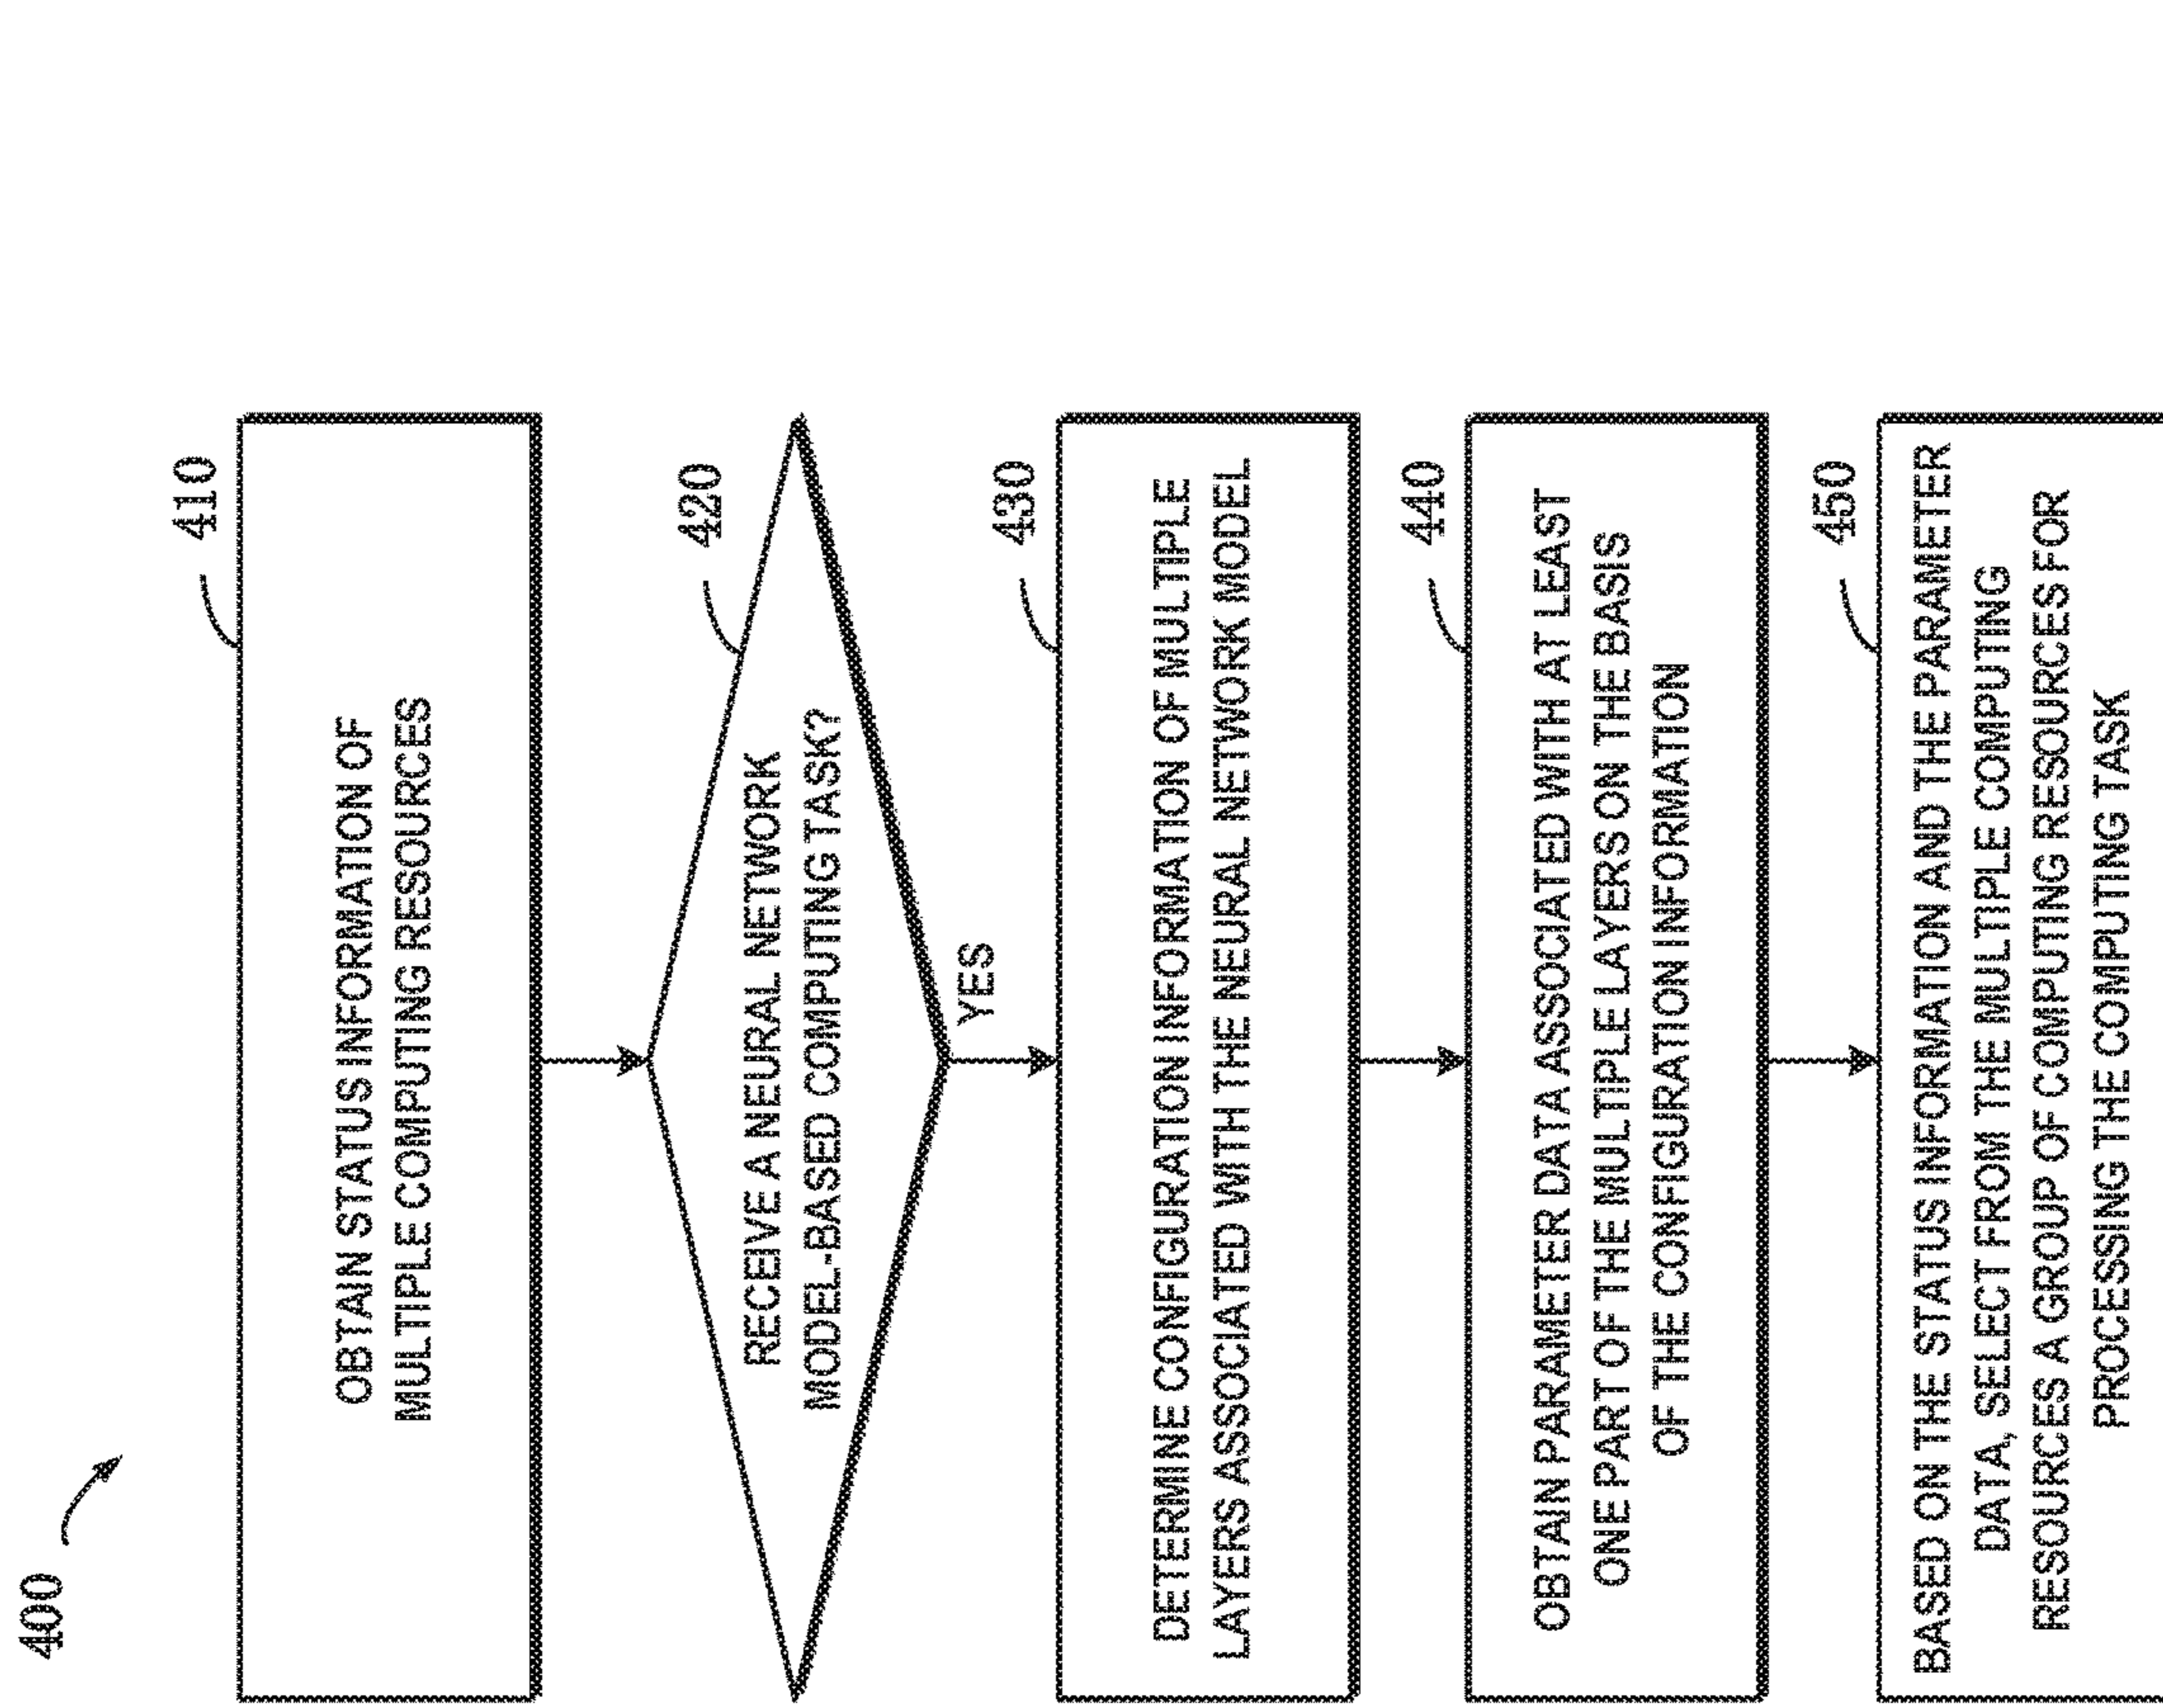 400
410
OBTAIN STATUS INFORMATION OF
MULTIPLE COMPUTING RESOURCES
420
RECEIVE A NEURAL NETWORK
MODEL-BASED COMPUTING TASK?
YES
430
DETERMINE CONFIGURATION INFORMATION OF MULTIPLE
LAYERS ASSOCIATED WITH THE NEURAL NETWORK MODEL
440
OBTAIN PARAMETER DATA ASSOCIATED WITH AT LEAST
ONE PART OF THE MULTIPLE LAYERS ON THE BASIS
OF THE CONFIGURATION INFORMATION
450
BASED ON THE STATUS INFORMATION AND THE PARAMETER
DATA, SELECT FROM THE MULTIPLE COMPUTING
RESOURCES A GROUP OF COMPUTING RESOURCES FOR
PROCESSING THE COMPUTING TASK